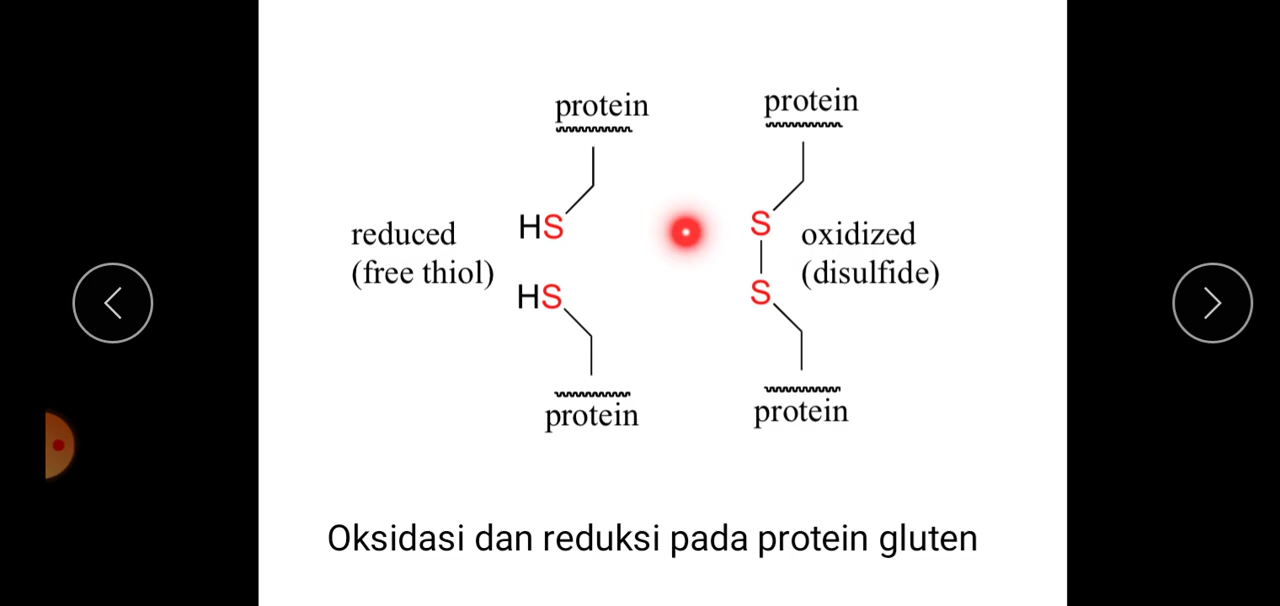 protein
protein
reduced
(free thiol)
HS
HS
S
S
oxidized
(disulfide)
protein
protein
Oksidasi dan reduksi pada protein gluten